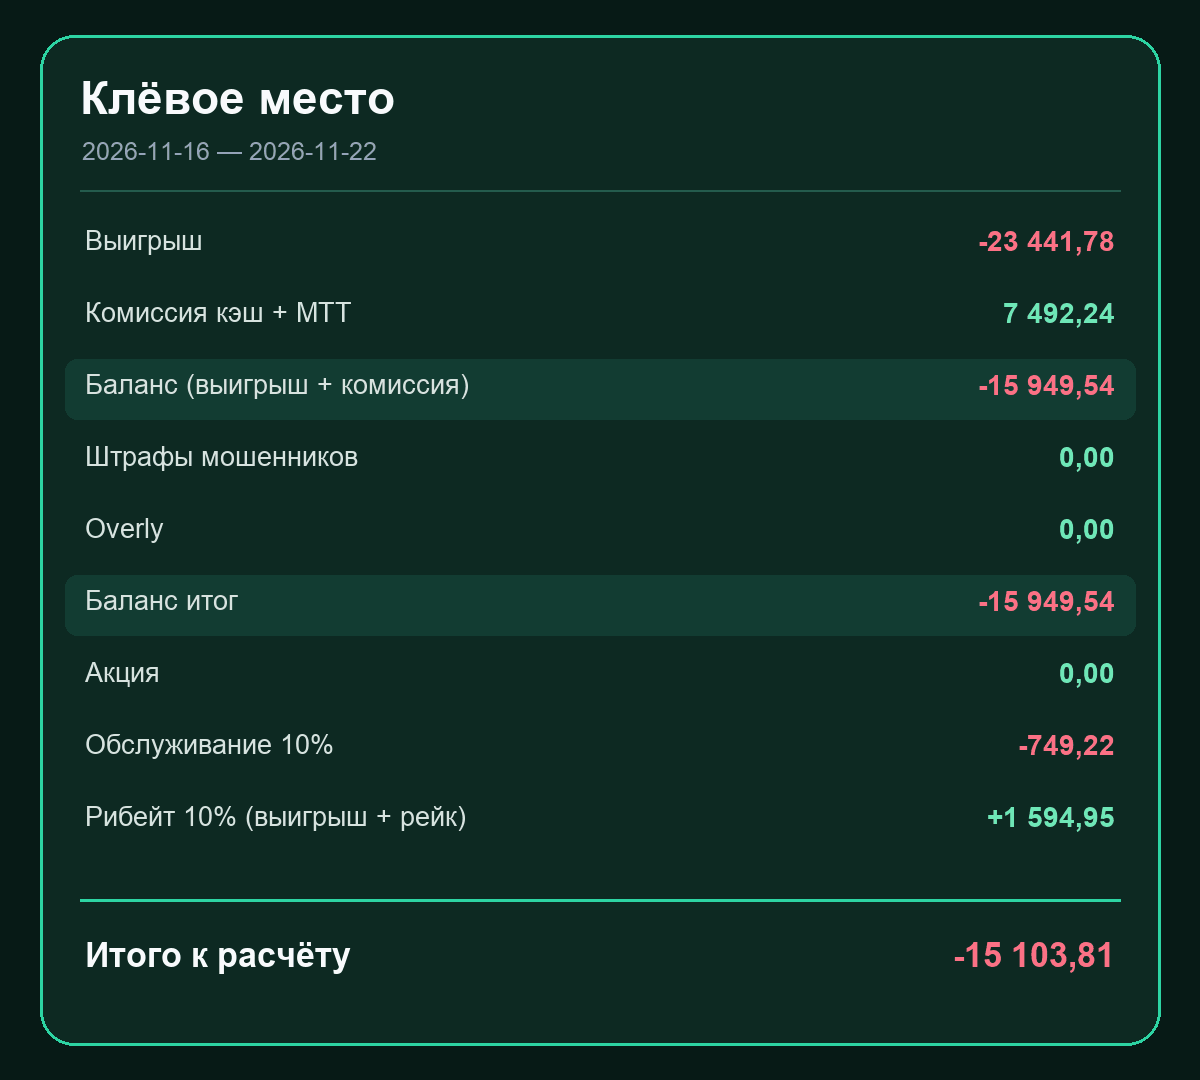 Клёвое место
2026-11-16 — 2026-11-22
Выигрыш -23 441,78
Комиссия кэш + МТТ 7 492,24
Баланс (выигрыш + комиссия) -15 949,54
Штрафы мошенников 0,00
Overly 0,00
Баланс итог -15 949,54
Акция 0,00
Обслуживание 10% -749,22
Рибейт 10% (выигрыш + рейк) +1 594,95
Итого к расчёту -15 103,81